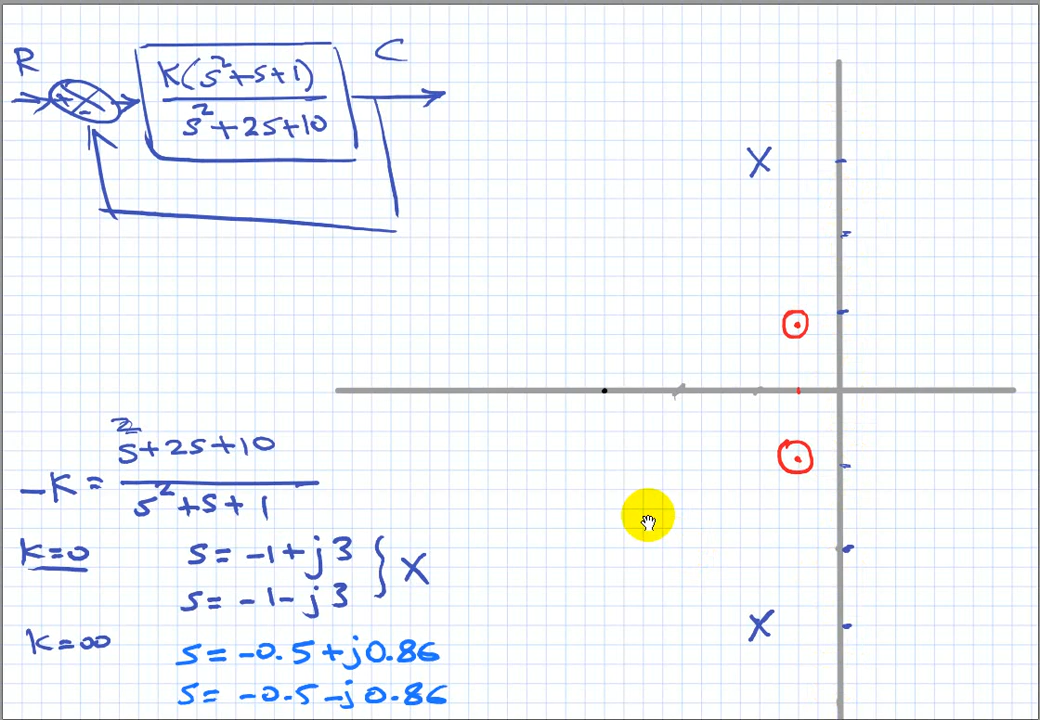 R
C
K(s²+s+1)
s²+2s+10
+
-
X
s²+2s+10
-K=
s²+s+1
K=0
s=-1+j3
s=-1-j3
} X
K=∞
s=-0.5+j0.86
s=-0.5-j0.86
X